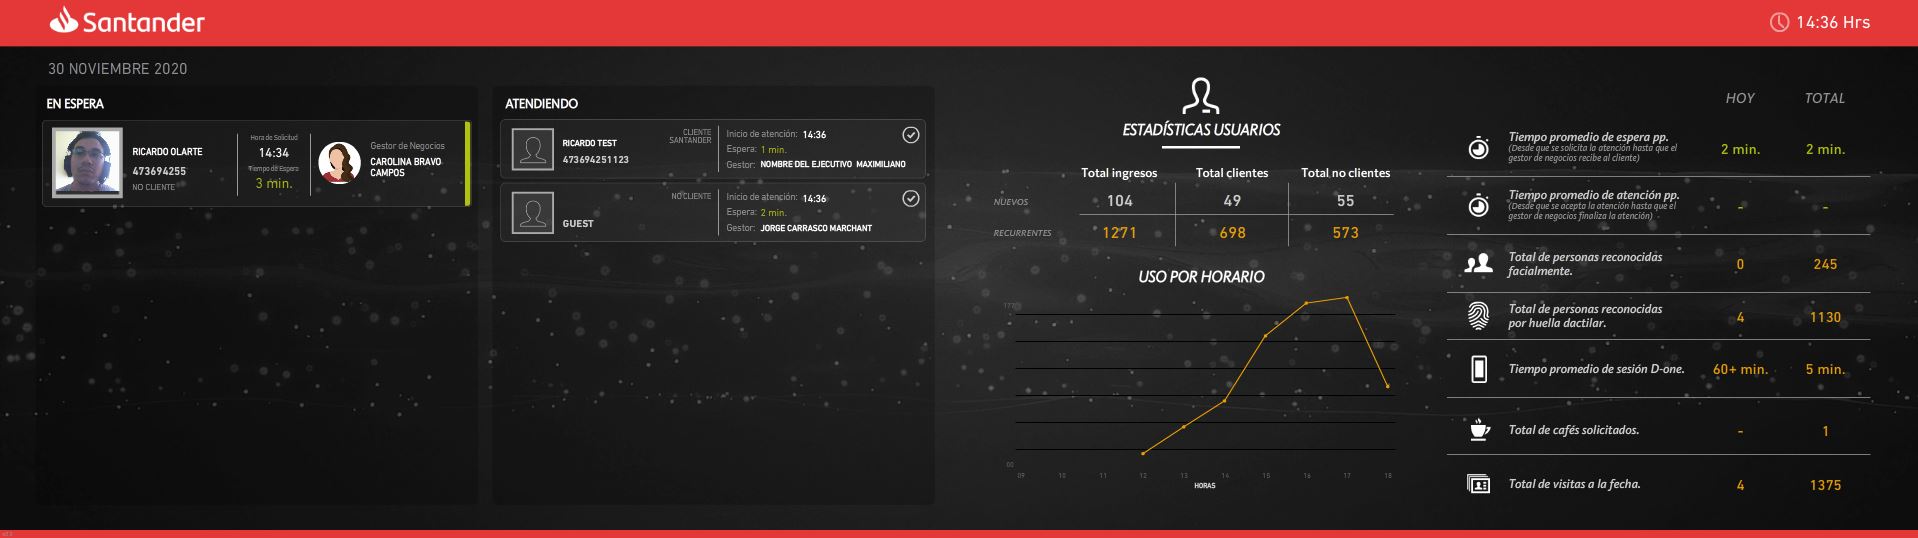 Santander
14:36 Hrs
30 NOVIEMBRE 2020
EN ESPERA
RICARDO OLARTE
473694255
NO CLIENTE
Hora de Solicitud
14:34
Tiempo de Espera
3 min.
Gestor de Negocios
CAROLINA BRAVO
CAMPOS
ATENDIENDO
RICARDO TEST
473694251123
CLIENTE
SANTANDER
Inicio de atención: 14:36
Espera: 1 min.
Gestor: NOMBRE DEL EJECUTIVO MAXIMILIANO
GUEST
NO CLIENTE
Inicio de atención: 14:36
Espera: 2 min.
Gestor: JORGE CARRASCO MARCHANT
ESTADÍSTICAS USUARIOS
Total ingresos Total clientes Total no clientes
NUEVOS 104 49 55
RECURRENTES 1271 698 573
USO POR HORARIO
177
00
09 10 11 12 13 14 15 16 17 18
HORAS
HOY TOTAL
Tiempo promedio de espera pp.
(Desde que se solicita la atención hasta que el
gestor de negocios recibe al cliente)
2 min. 2 min.
Tiempo promedio de atención pp.
(Desde que se acepta la atención hasta que el
gestor de negocios finaliza la atención)
- -
Total de personas reconocidas
facialmente.
0 245
Total de personas reconocidas
por huella dactilar.
4 1130
Tiempo promedio de sesión D-one. 60+ min. 5 min.
Total de cafés solicitados. - 1
Total de visitas a la fecha. 4 1375